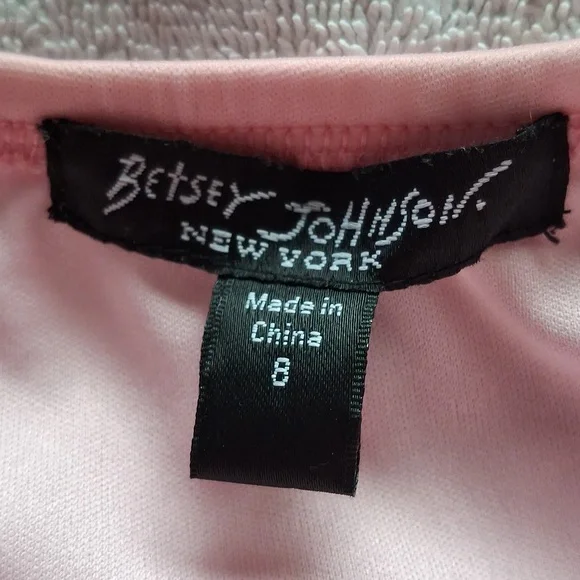 BETSEY JOHNSON.
NEW YORK
Made in
China
8